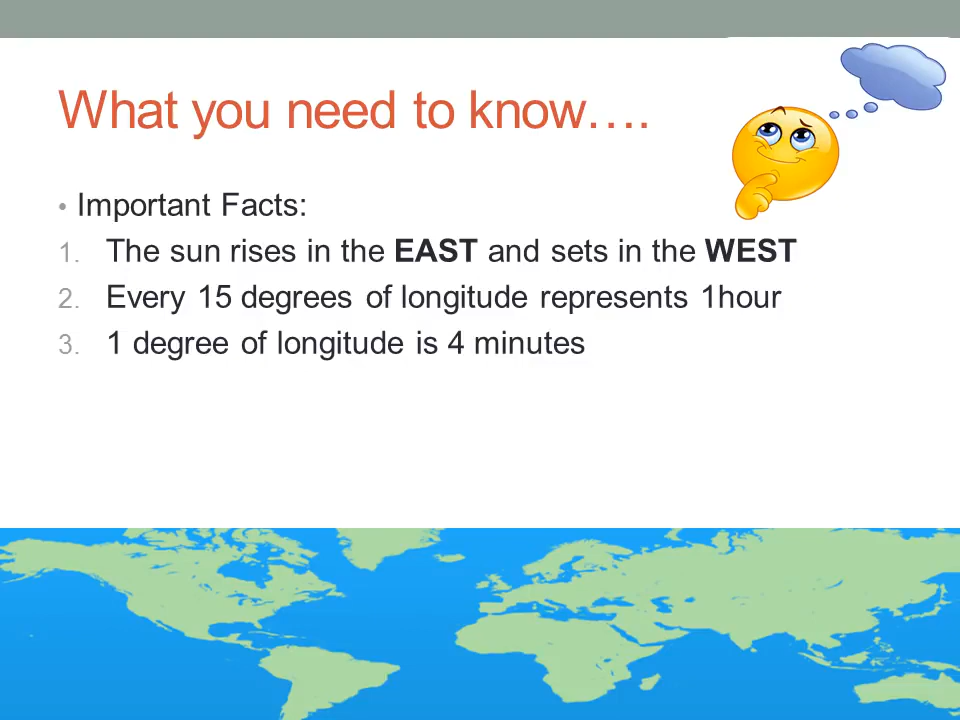 What you need to know….
• Important Facts:
1. The sun rises in the EAST and sets in the WEST
2. Every 15 degrees of longitude represents 1hour
3. 1 degree of longitude is 4 minutes